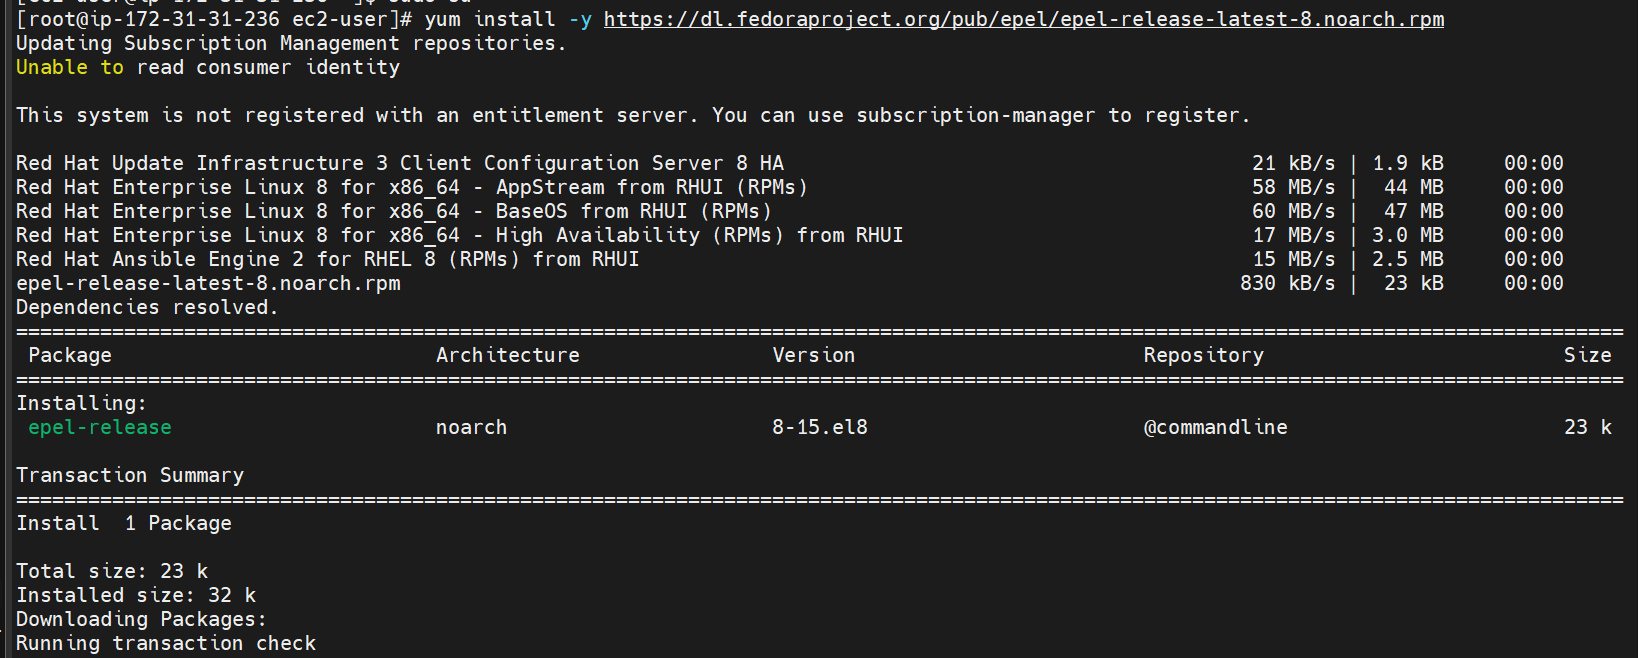 [root@ip-172-31-31-236 ec2-user]# yum install -y https://dl.fedoraproject.org/pub/epel/epel-release-latest-8.noarch.rpm
Updating Subscription Management repositories.
Unable to read consumer identity
This system is not registered with an entitlement server. You can use subscription-manager to register.
Red Hat Update Infrastructure 3 Client Configuration Server 8 HA 21 kB/s | 1.9 kB 00:00
Red Hat Enterprise Linux 8 for x86_64 - AppStream from RHUI (RPMs) 58 MB/s | 44 MB 00:00
Red Hat Enterprise Linux 8 for x86_64 - BaseOS from RHUI (RPMs) 60 MB/s | 47 MB 00:00
Red Hat Enterprise Linux 8 for x86_64 - High Availability (RPMs) from RHUI 17 MB/s | 3.0 MB 00:00
Red Hat Ansible Engine 2 for RHEL 8 (RPMs) from RHUI 15 MB/s | 2.5 MB 00:00
epel-release-latest-8.noarch.rpm 830 kB/s | 23 kB 00:00
Dependencies resolved.
================================================================================
Package Architecture Version Repository Size
================================================================================
Installing:
epel-release noarch 8-15.el8 @commandline 23 k
Transaction Summary
================================================================================
Install 1 Package
Total size: 23 k
Installed size: 32 k
Downloading Packages:
Running transaction check